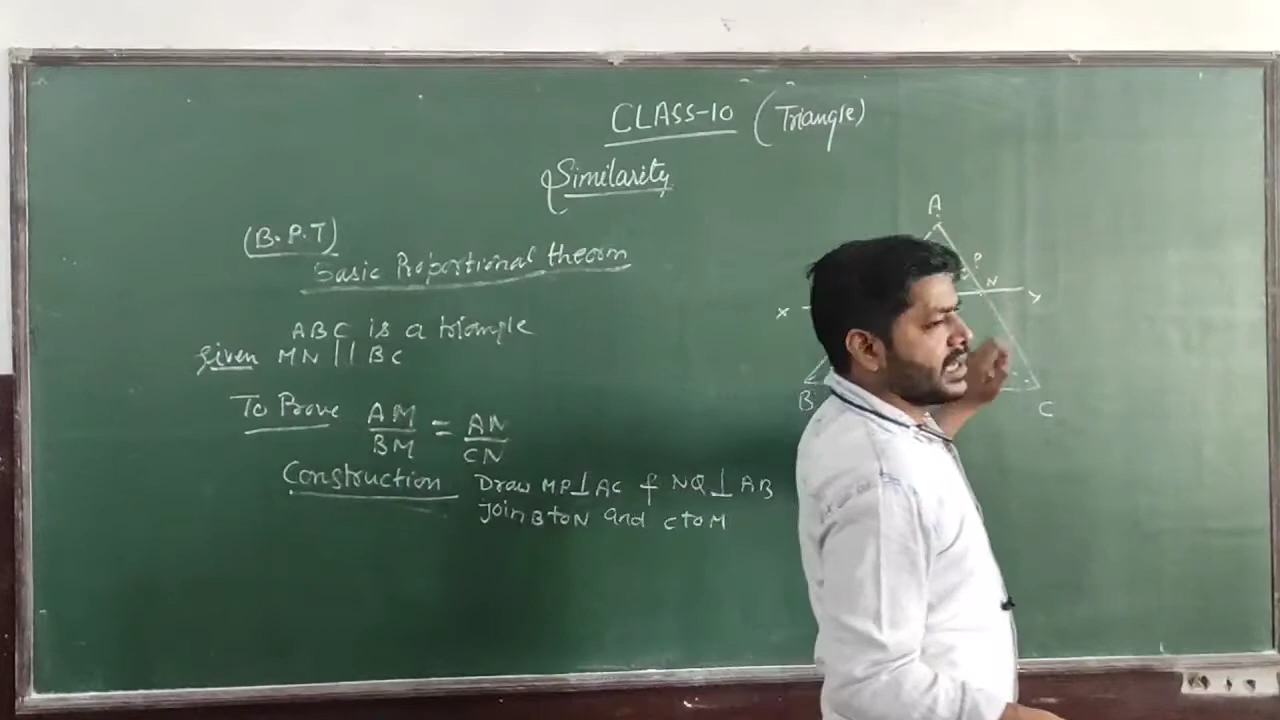 CLASS-10 (Triangle)
Similarity
(B.P.T)
Basic Roportional theorm
ABC is a triangle
given MN || BC
To Prove AM/BM = AN/CN
Construction Draw MP⊥AC & NQ⊥AB
join B to N and C to M
A
P
N
X
Y
B
C